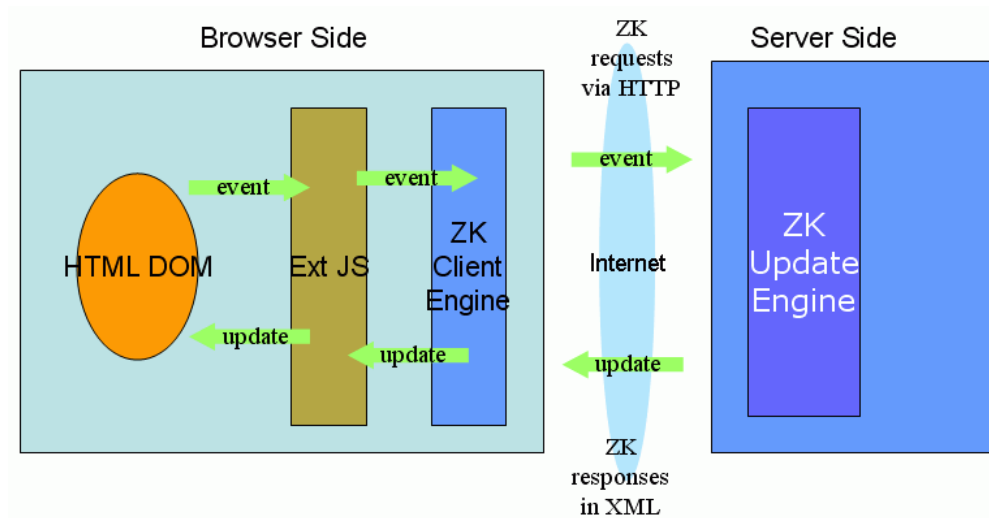 Browser Side
ZK
requests
via HTTP
Server Side
event
event
event
HTML DOM
Ext JS
ZK
Client
Engine
Internet
ZK
Update
Engine
update
update
update
ZK
responses
in XML